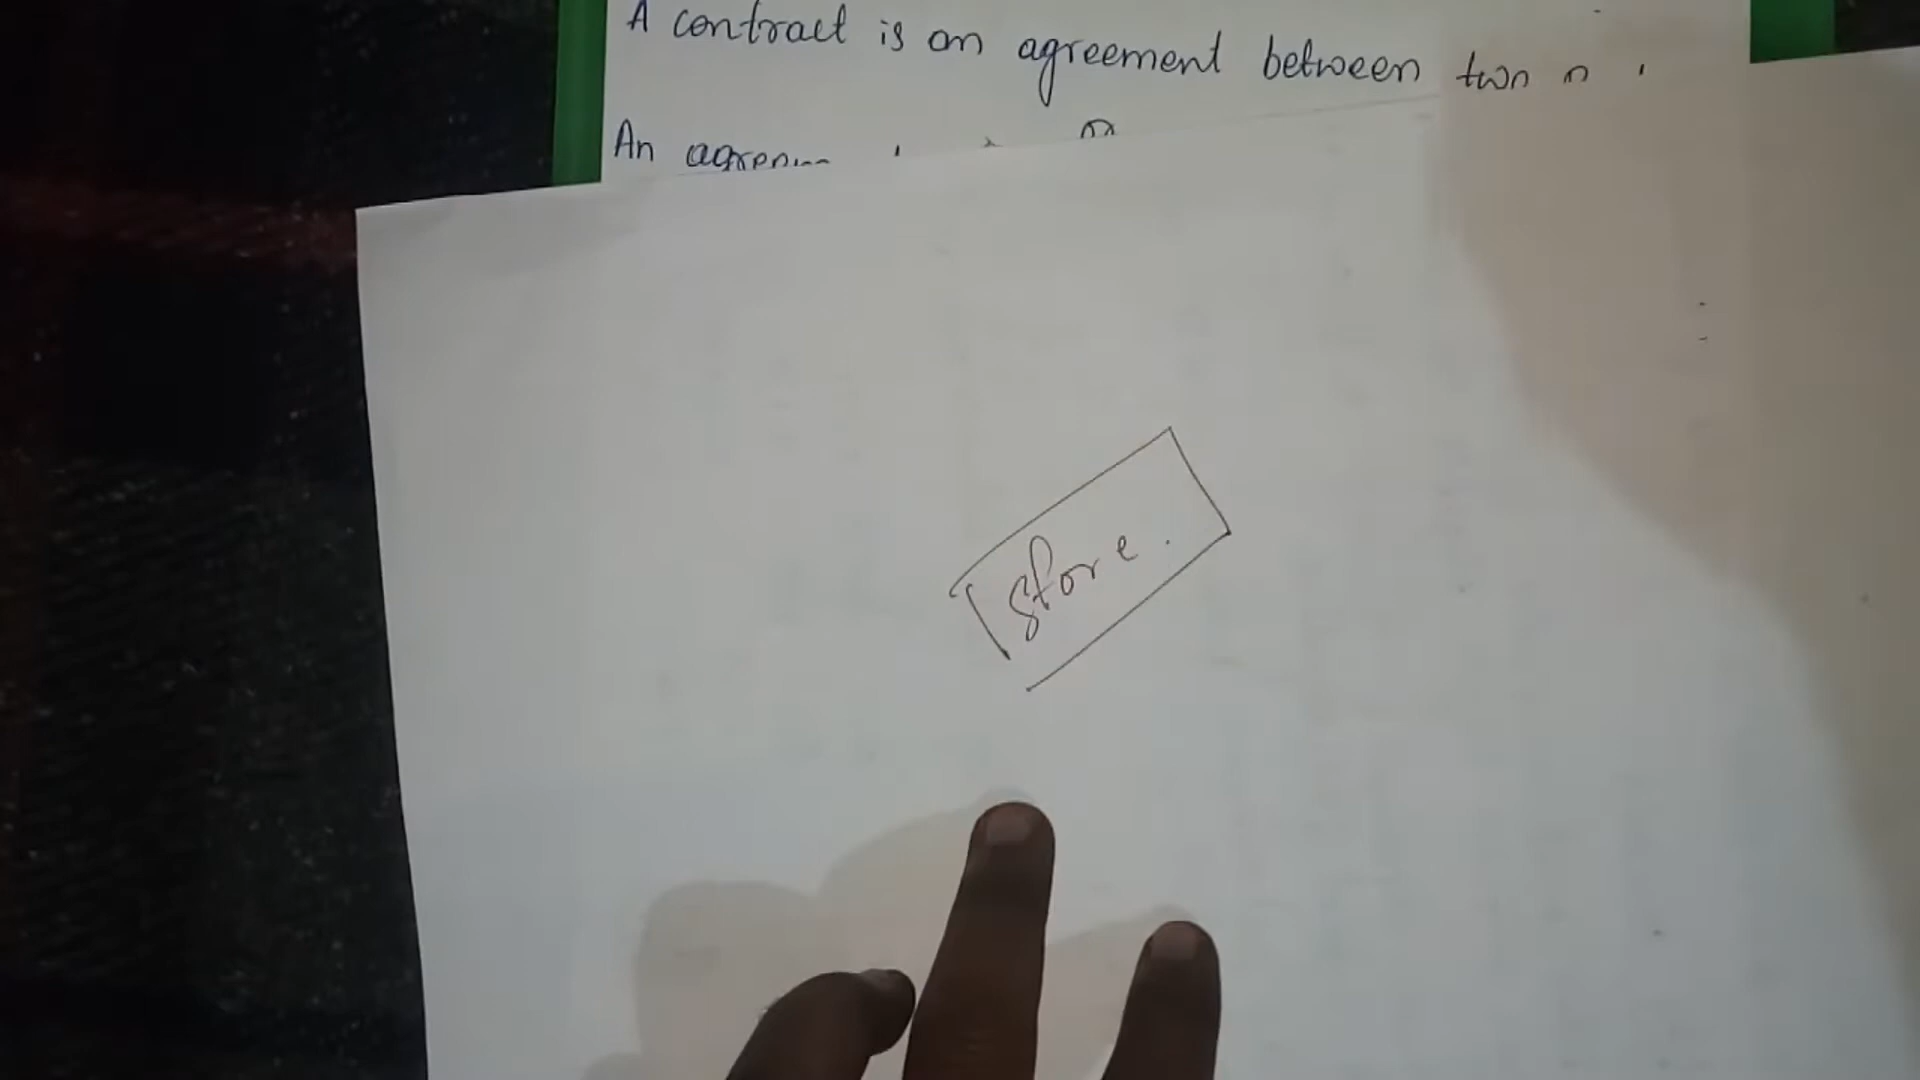 A contract is an agreement between two
An
store.